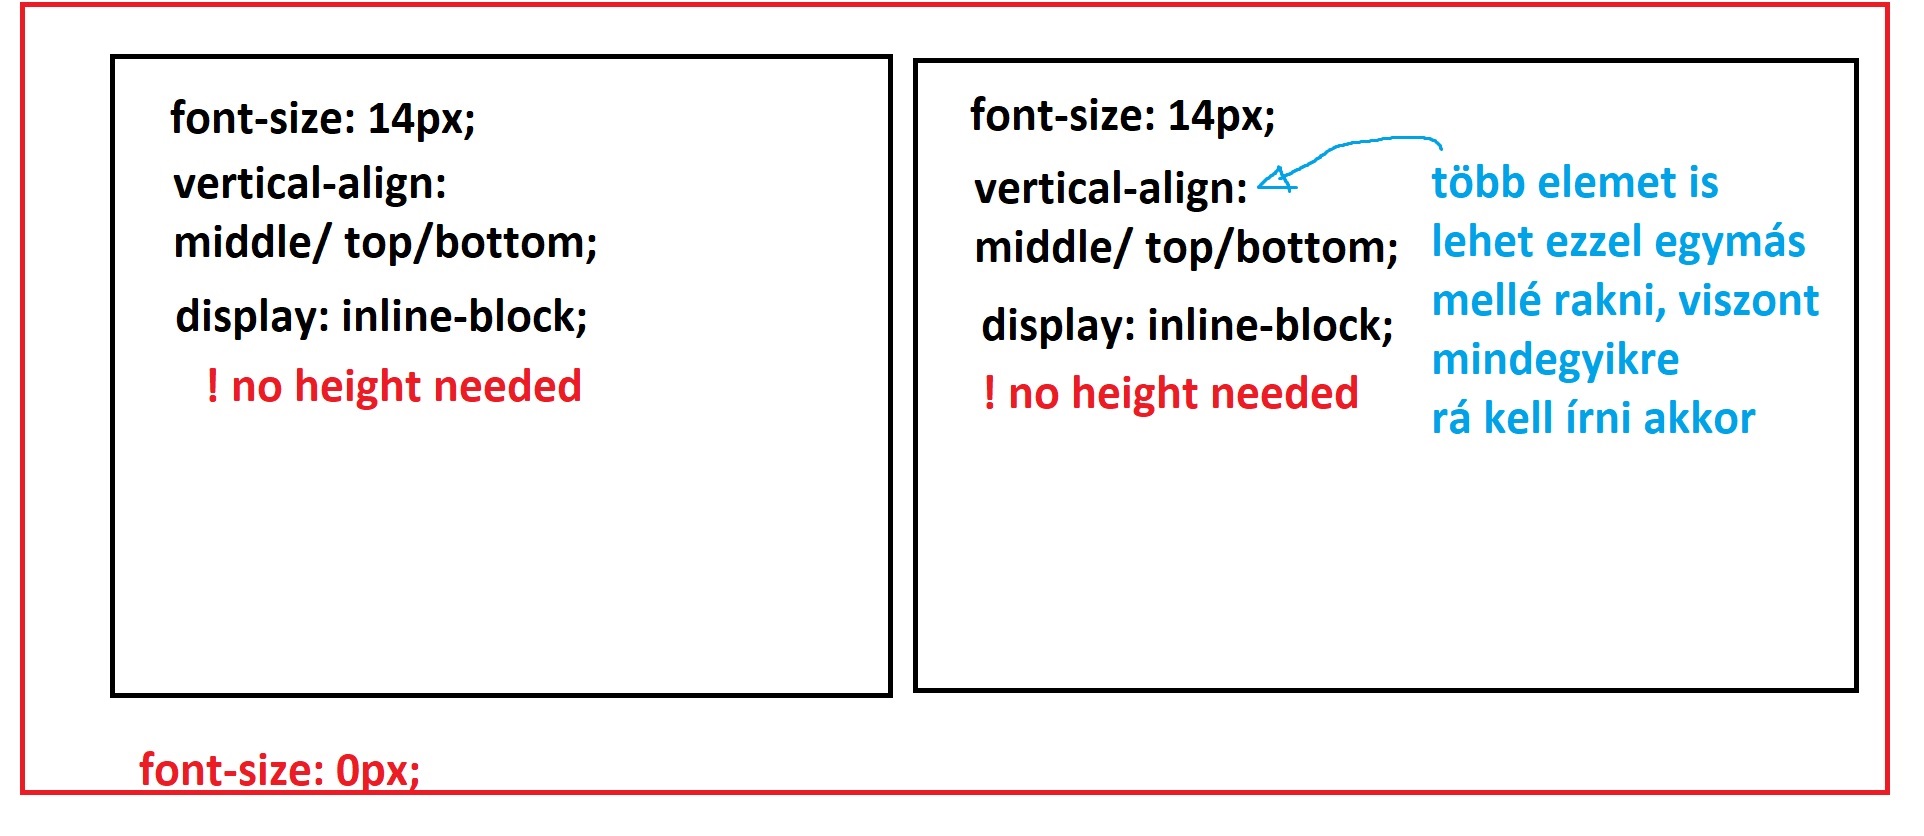 font-size: 14px;
vertical-align:
middle/ top/bottom;
display: inline-block;
! no height needed
font-size: 14px;
vertical-align:
middle/ top/bottom;
display: inline-block;
! no height needed
több elemet is
lehet ezzel egymás
mellé rakni, viszont
mindegyikre
rá kell írni akkor
font-size: 0px;